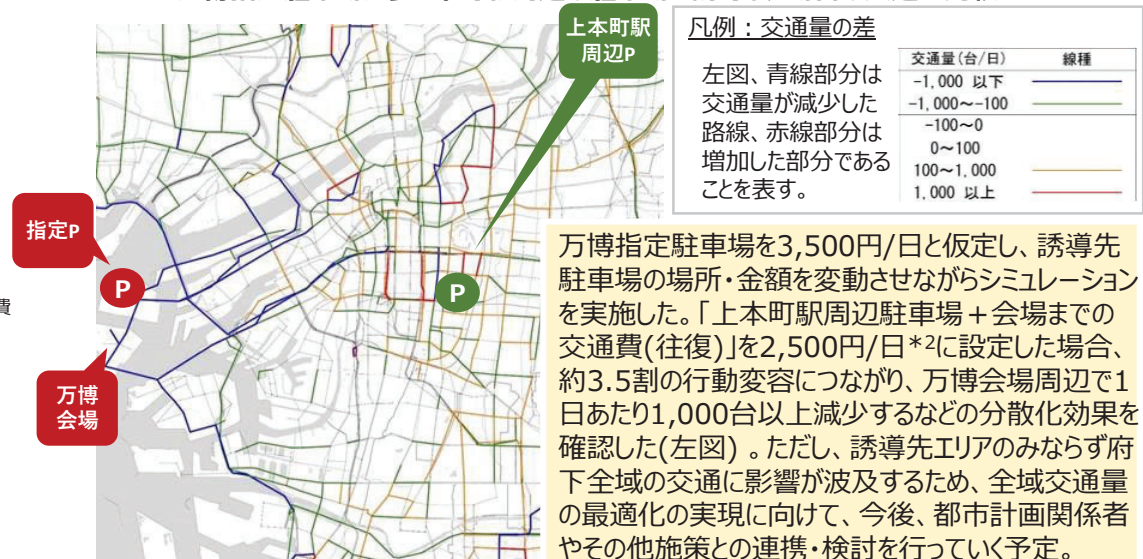 上本町駅
周辺P
凡例：交通量の差
左図、青線部分は
交通量が減少した
路線、赤線部分は
増加した部分である
ことを表す。
交通量(台/日) 線種
-1,000 以下
-1,000～-100
-100～0
0～100
100～1,000
1,000 以上
指定P
P
P
費
万博
会場
万博指定駐車場を3,500円/日と仮定し、誘導先
駐車場の場所・金額を変動させながらシミュレーション
を実施した。「上本町駅周辺駐車場＋会場までの
交通費(往復)」を2,500円/日*2に設定した場合、
約3.5割の行動変容につながり、万博会場周辺で1
日あたり1,000台以上減少するなどの分散化効果を
確認した(左図) 。ただし、誘導先エリアのみならず府
下全域の交通に影響が波及するため、全域交通量
の最適化の実現に向けて、今後、都市計画関係者
やその他施策との連携・検討を行っていく予定。